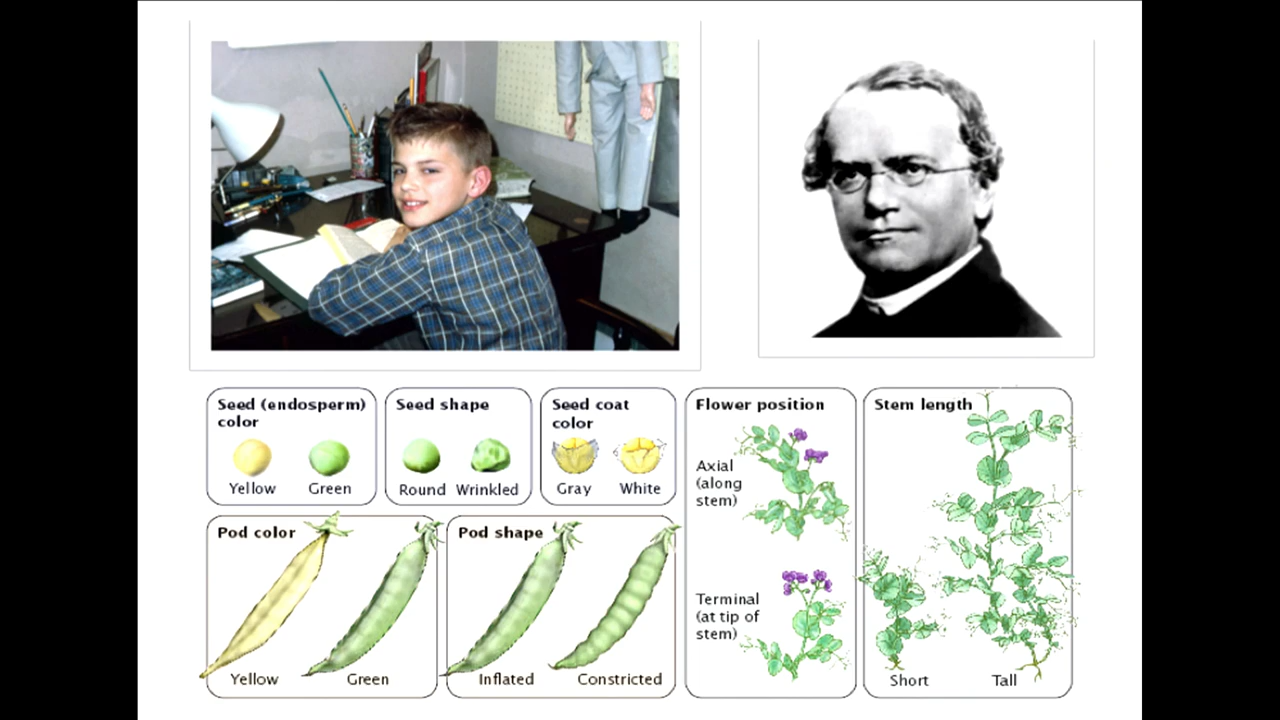 Seed (endosperm)
color
Yellow
Green
Seed shape
Round
Wrinkled
Seed coat
color
Gray
White
Pod color
Yellow
Green
Pod shape
Inflated
Constricted
Flower position
Axial
(along
stem)
Terminal
(at tip of
stem)
Stem length
Short
Tall